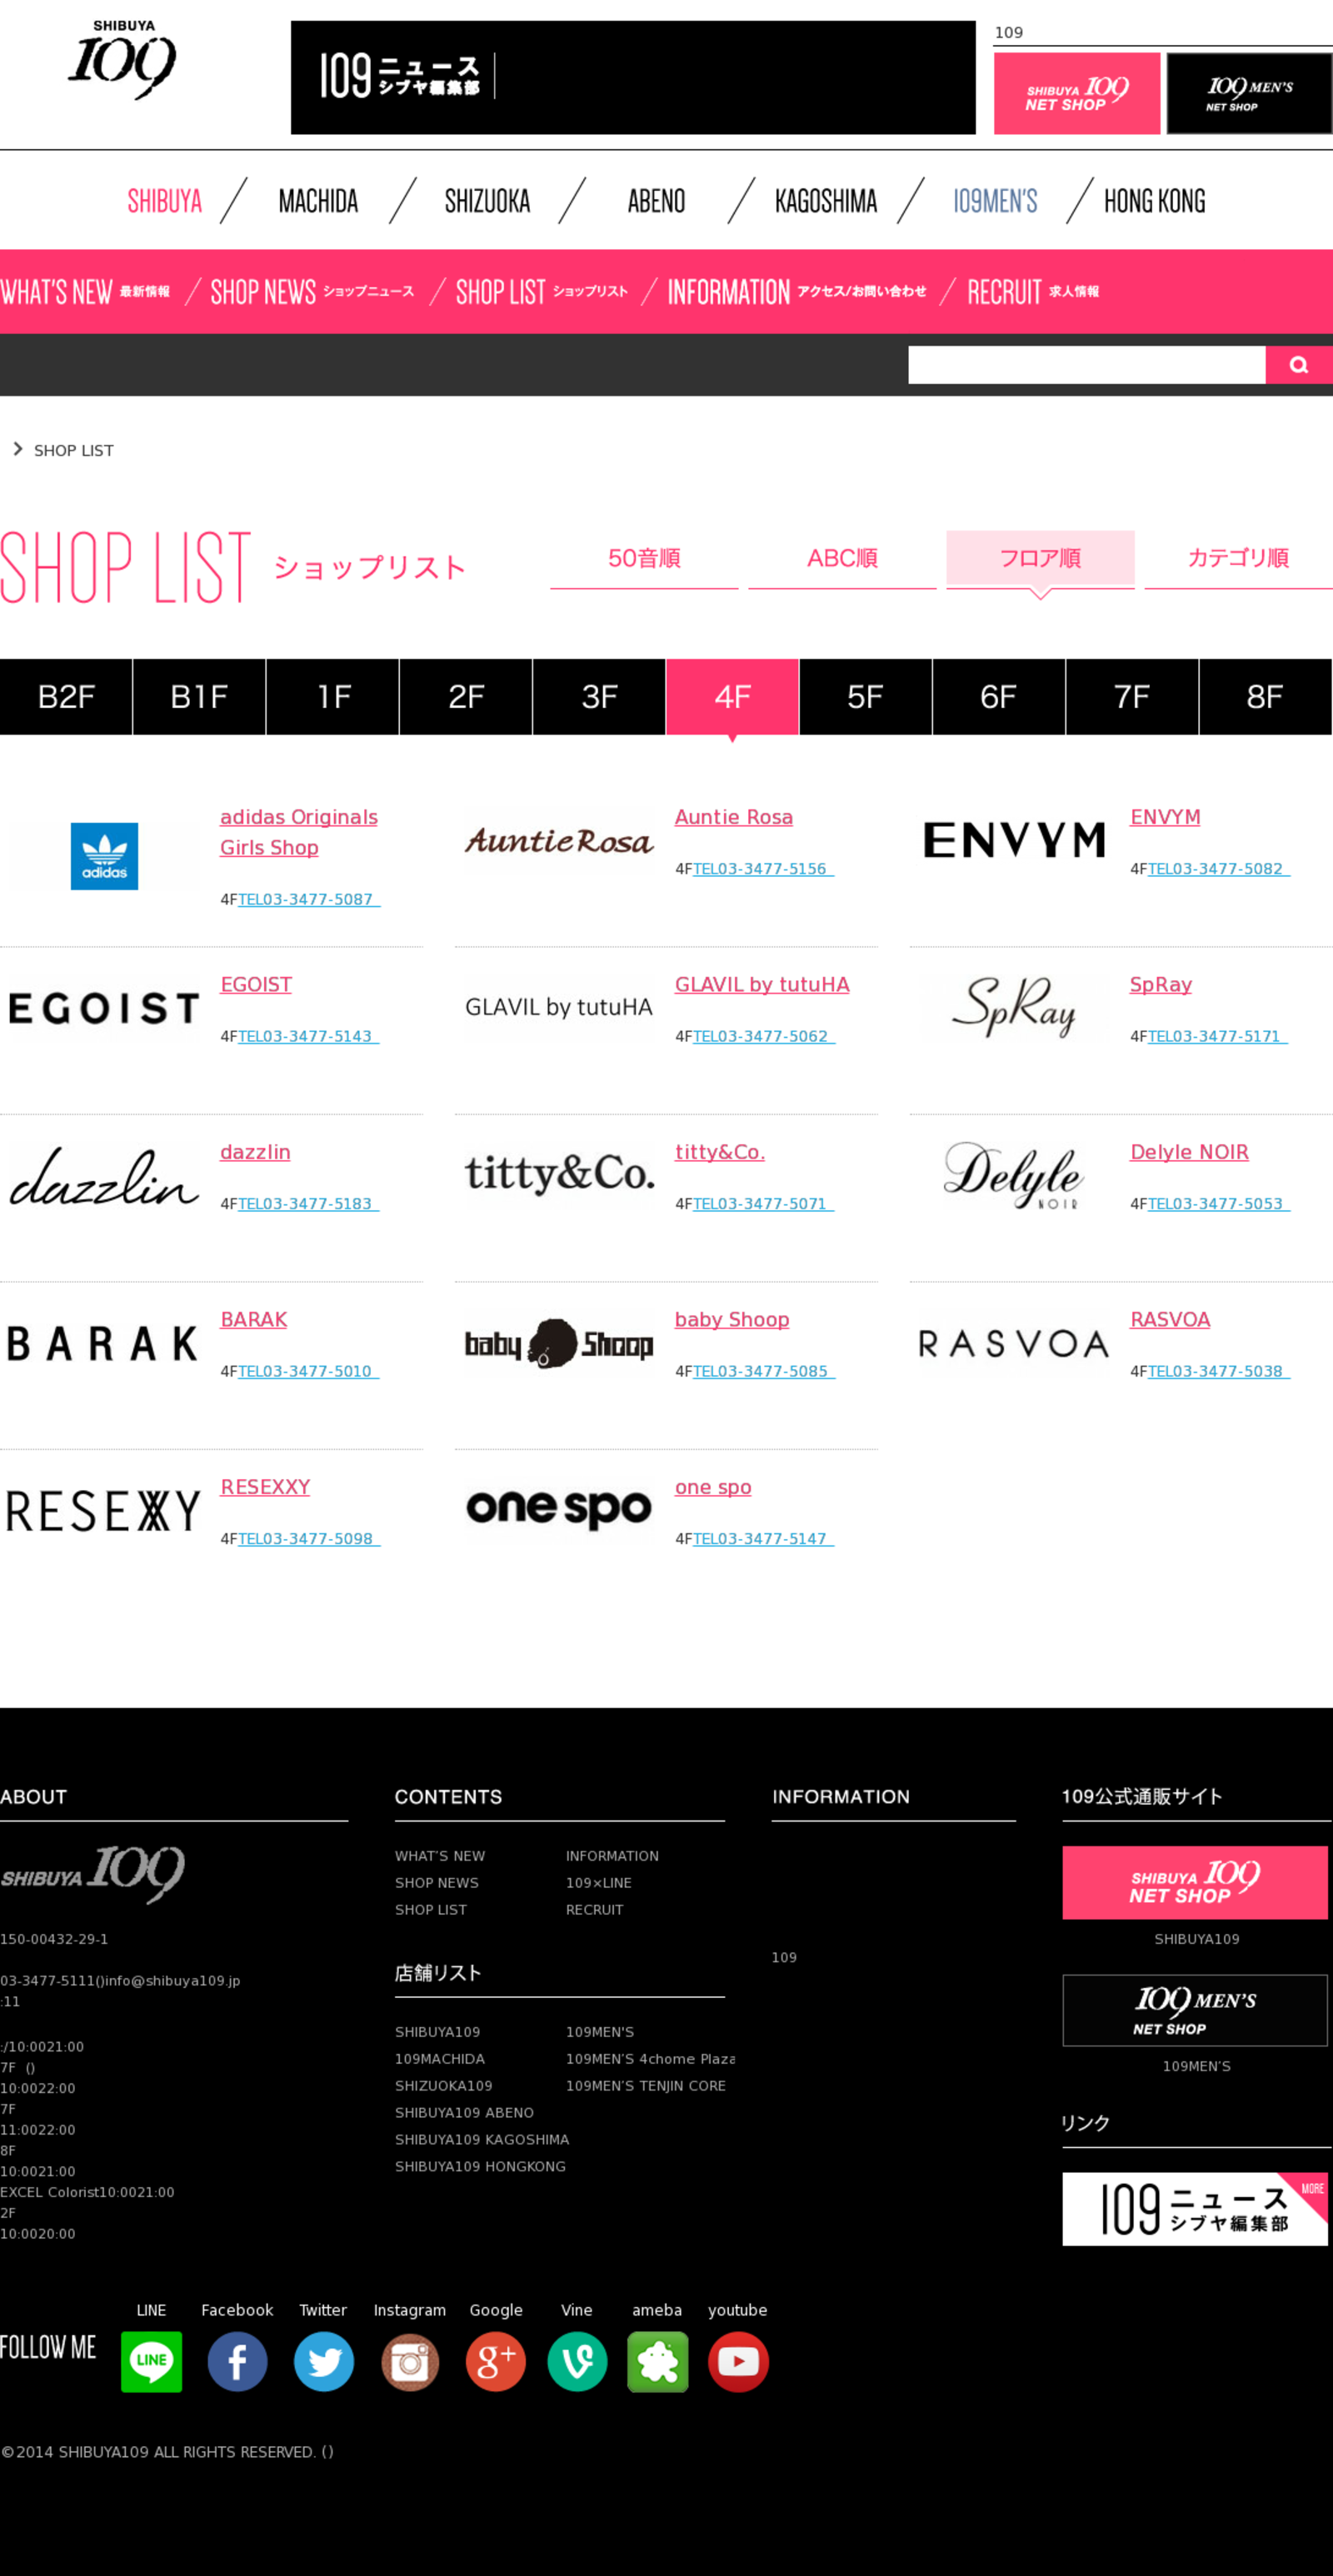 SHIBUYA
109
109 ニュース
シブヤ編集部
109
SHIBUYA 109
NET SHOP
109 MEN'S
NET SHOP
SHIBUYA
MACHIDA
SHIZUOKA
ABENO
KAGOSHIMA
109MEN'S
HONG KONG
WHAT'S NEW 最新情報
SHOP NEWS ショップニュース
SHOP LIST ショップリスト
INFORMATION アクセス/お問い合わせ
RECRUIT 求人情報
SHOP LIST
SHOP LIST ショップリスト
50音順
ABC順
フロア順
カテゴリ順
B2F
B1F
1F
2F
3F
4F
5F
6F
7F
8F
adidas
adidas Originals
Girls Shop
4FTEL03-3477-5087
Auntie Rosa
Auntie Rosa
4FTEL03-3477-5156
ENVYM
ENVYM
4FTEL03-3477-5082
EGOIST
EGOIST
4FTEL03-3477-5143
GLAVIL by tutuHA
GLAVIL by tutuHA
4FTEL03-3477-5062
SpRay
SpRay
4FTEL03-3477-5171
dazzlin
dazzlin
4FTEL03-3477-5183
titty&Co.
titty&Co.
4FTEL03-3477-5071
Delyle
NOIR
Delyle NOIR
4FTEL03-3477-5053
BARAK
BARAK
4FTEL03-3477-5010
baby Shoop
baby Shoop
4FTEL03-3477-5085
RASVOA
RASVOA
4FTEL03-3477-5038
RESEXXY
RESEXXY
4FTEL03-3477-5098
one spo
one spo
4FTEL03-3477-5147
ABOUT
SHIBUYA 109
150-00432-29-1
03-3477-5111()info@shibuya109.jp
:11
:/10:0021:00
7F ()
10:0022:00
7F
11:0022:00
8F
10:0021:00
EXCEL Colorist10:0021:00
2F
10:0020:00
CONTENTS
WHAT'S NEW
SHOP NEWS
SHOP LIST
INFORMATION
109×LINE
RECRUIT
店舗リスト
SHIBUYA109
109MACHIDA
SHIZUOKA109
SHIBUYA109 ABENO
SHIBUYA109 KAGOSHIMA
SHIBUYA109 HONGKONG
109MEN'S
109MEN'S 4chome Plaza
109MEN'S TENJIN CORE
INFORMATION
109
109公式通販サイト
SHIBUYA 109
NET SHOP
SHIBUYA109
109 MEN'S
NET SHOP
109MEN'S
リンク
109 ニュース
シブヤ編集部
MORE
FOLLOW ME
LINE
Facebook
Twitter
Instagram
Google
Vine
ameba
youtube
LINE
f
g+
©2014 SHIBUYA109 ALL RIGHTS RESERVED. ()